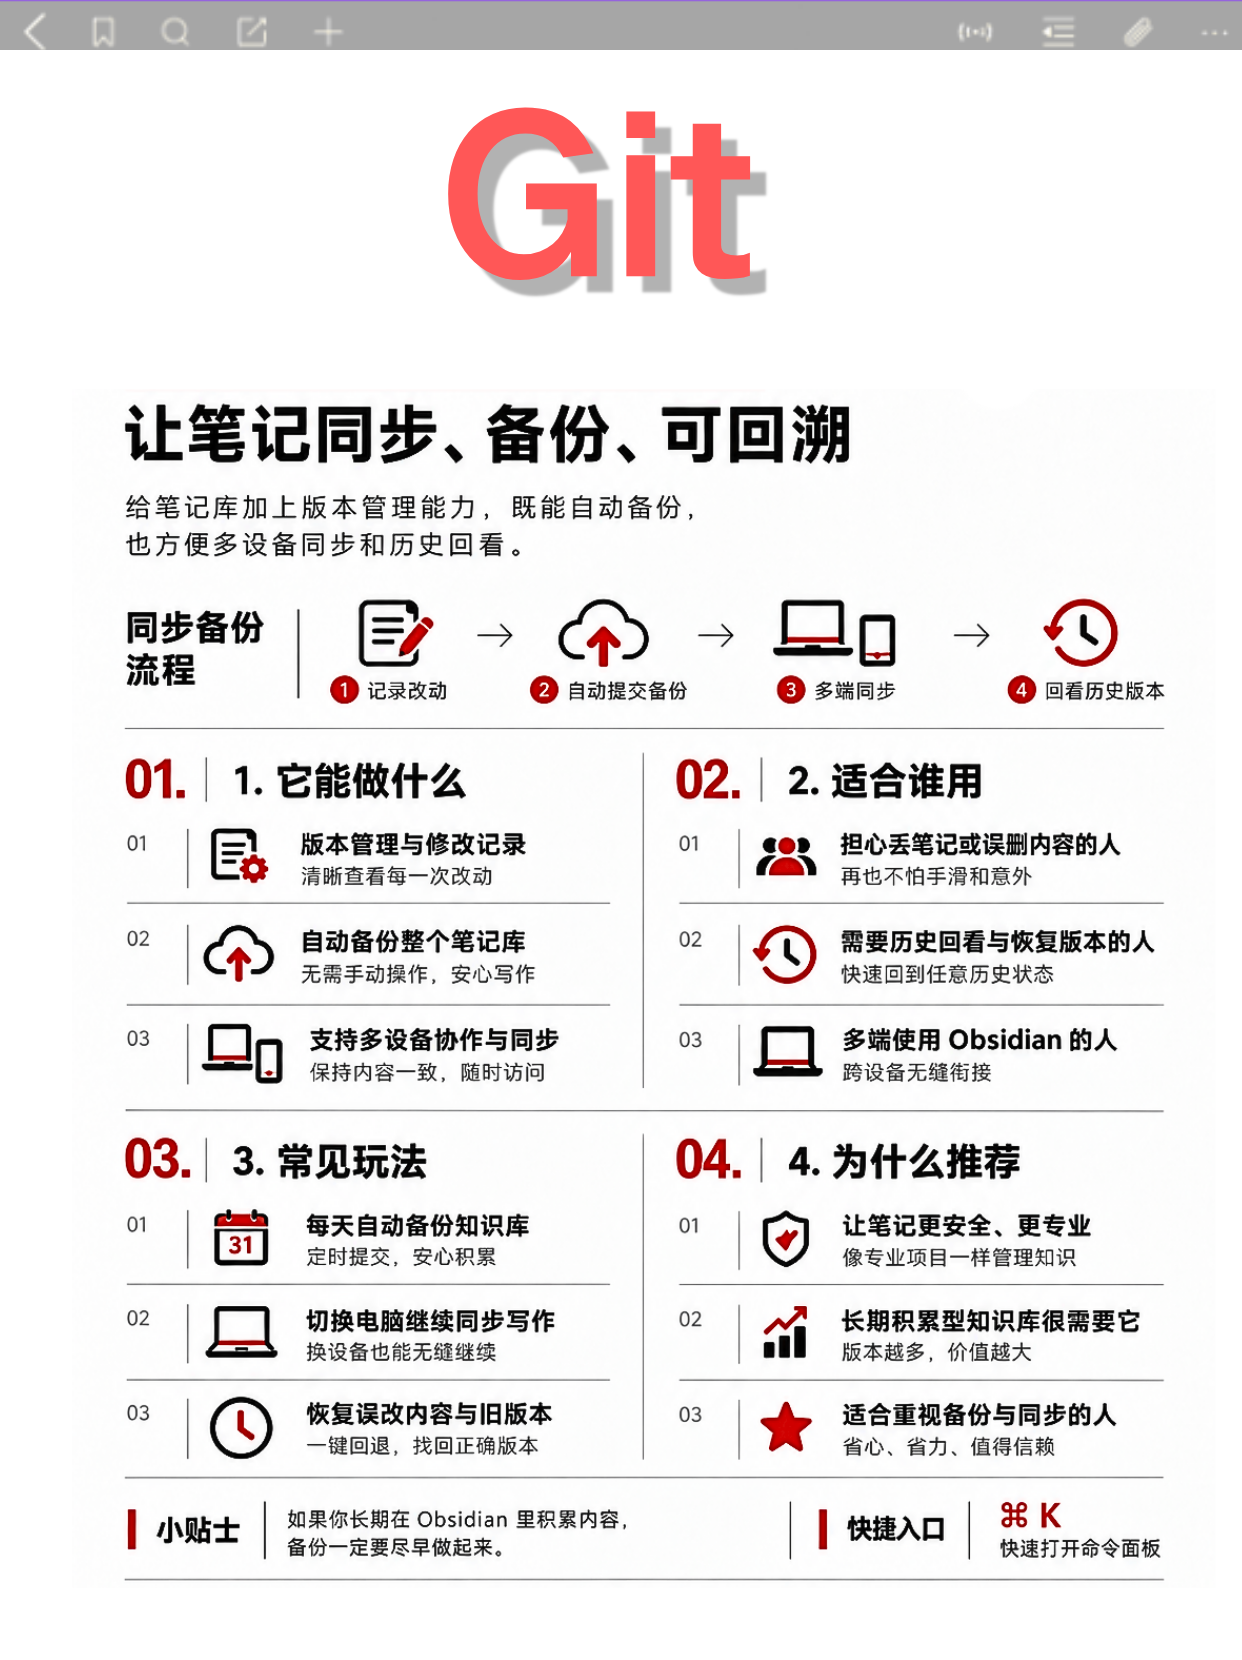 Git
让笔记同步、备份、可回溯
给笔记库加上版本管理能力，既能自动备份，
也方便多设备同步和历史回看。
同步备份
流程
1 记录改动
2 自动提交备份
3 多端同步
4 回看历史版本
01. 1. 它能做什么
01 版本管理与修改记录
清晰查看每一次改动
02 自动备份整个笔记库
无需手动操作，安心写作
03 支持多设备协作与同步
保持内容一致，随时访问
02. 2. 适合谁用
01 担心丢笔记或误删内容的人
再也不怕手滑和意外
02 需要历史回看与恢复版本的人
快速回到任意历史状态
03 多端使用 Obsidian 的人
跨设备无缝衔接
03. 3. 常见玩法
01 31 每天自动备份知识库
定时提交，安心积累
02 切换电脑继续同步写作
换设备也能无缝继续
03 恢复误改内容与旧版本
一键回退，找回正确版本
04. 4. 为什么推荐
01 让笔记更安全、更专业
像专业项目一样管理知识
02 长期积累型知识库很需要它
版本越多，价值越大
03 适合重视备份与同步的人
省心、省力、值得信赖
小贴士
如果你长期在 Obsidian 里积累内容，
备份一定要尽早做起来。
快捷入口
⌘ K
快速打开命令面板